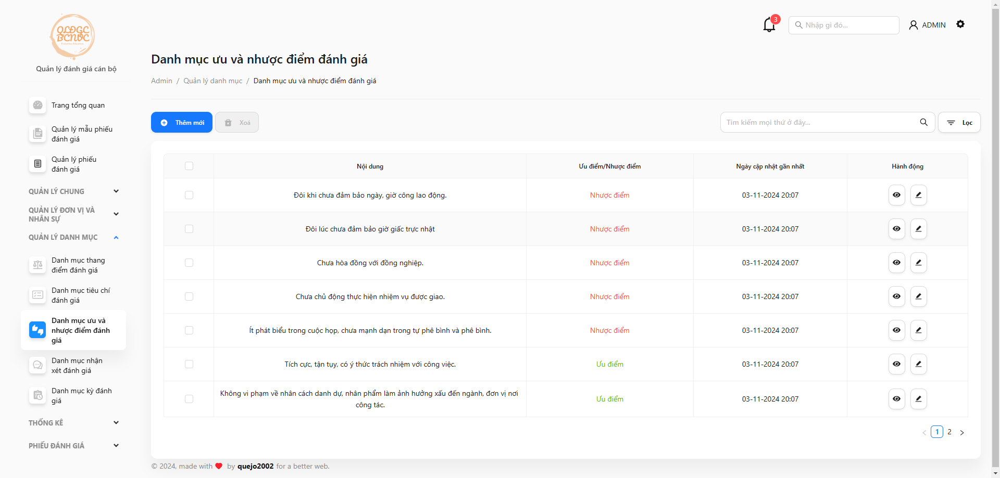 QLĐGC
BCNVC
Quản lý đánh giá cán bộ
Trang tổng quan
Quản lý mẫu phiếu
đánh giá
Quản lý phiếu
đánh giá
QUẢN LÝ CHUNG
QUẢN LÝ ĐƠN VỊ VÀ
NHÂN SỰ
QUẢN LÝ DANH MỤC
Danh mục thang
điểm đánh giá
Danh mục tiêu chí
đánh giá
Danh mục ưu và
nhược điểm đánh
giá
Danh mục nhận
xét đánh giá
Danh mục kỳ đánh
giá
THỐNG KÊ
PHIẾU ĐÁNH GIÁ
3
Nhập gì đó...
ADMIN
Danh mục ưu và nhược điểm đánh giá
Admin / Quản lý danh mục / Danh mục ưu và nhược điểm đánh giá
Thêm mới Xoá Tìm kiếm mọi thứ ở đây... Lọc
Nội dung Ưu điểm/Nhược điểm Ngày cập nhật gần nhất Hành động
Đôi khi chưa đảm bảo ngày, giờ công lao động. Nhược điểm 03-11-2024 20:07
Đôi lúc chưa đảm bảo giờ giấc trực nhật Nhược điểm 03-11-2024 20:07
Chưa hòa đồng với đồng nghiệp. Nhược điểm 03-11-2024 20:07
Chưa chủ động thực hiện nhiệm vụ được giao. Nhược điểm 03-11-2024 20:07
Ít phát biểu trong cuộc họp, chưa mạnh dạn trong tự phê bình và phê bình. Nhược điểm 03-11-2024 20:07
Tích cực, tận tụy, có ý thức trách nhiệm với công việc. Ưu điểm 03-11-2024 20:07
Không vi phạm về nhân cách danh dự, nhân phẩm làm ảnh hưởng xấu đến ngành, đơn vị nơi
công tác. Ưu điểm 03-11-2024 20:07
< 1 2 >
© 2024, made with ❤ by quejo2002 for a better web.